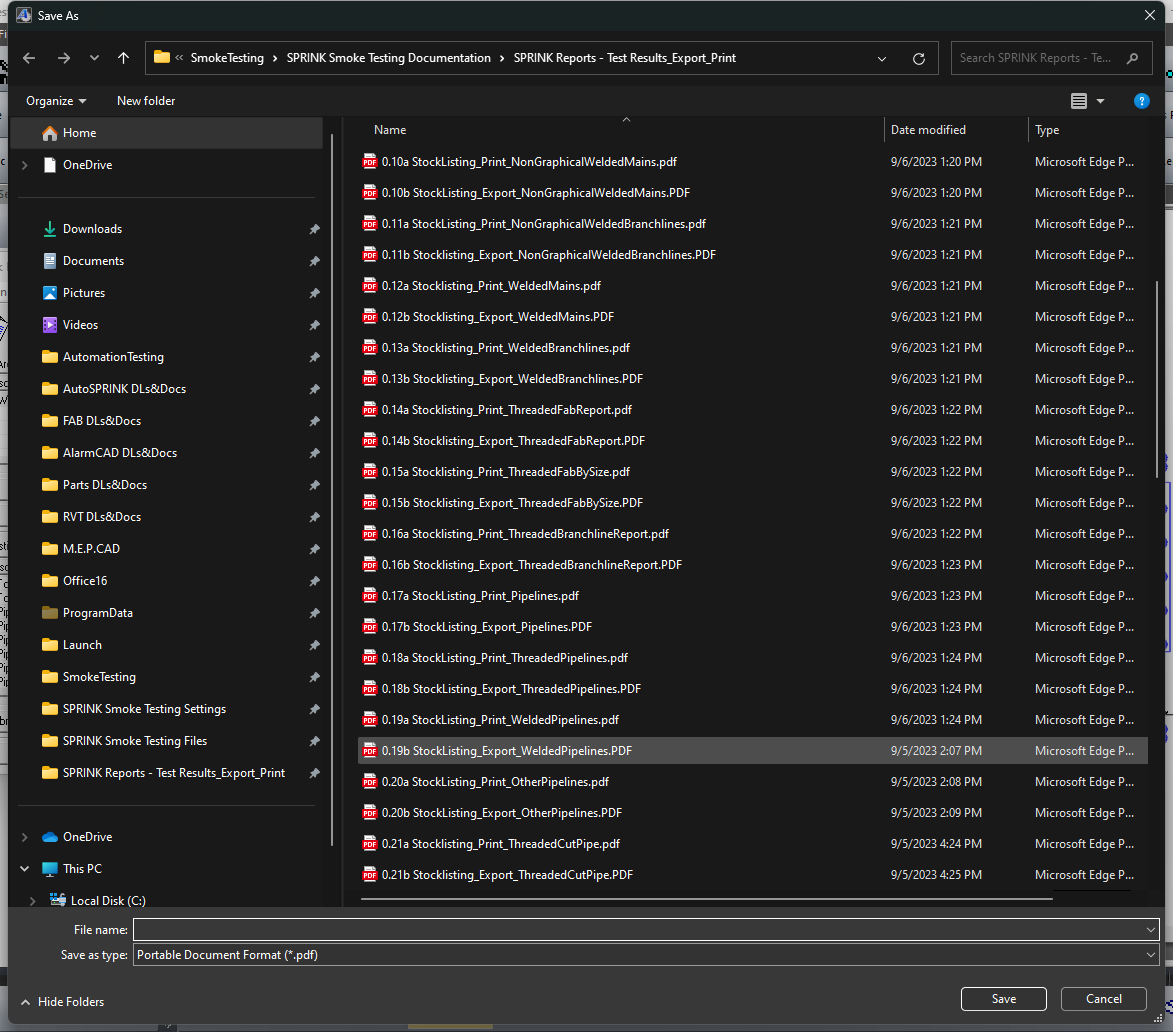 Save As
« SmokeTesting › SPRINK Smoke Testing Documentation › SPRINK Reports - Test Results_Export_Print
Search SPRINK Reports - Te...
Organize New folder
?
Home
OneDrive
Downloads
Documents
Pictures
Videos
AutomationTesting
AutoSPRINK DLs&Docs
FAB DLs&Docs
AlarmCAD DLs&Docs
Parts DLs&Docs
RVT DLs&Docs
M.E.P.CAD
Office16
ProgramData
Launch
SmokeTesting
SPRINK Smoke Testing Settings
SPRINK Smoke Testing Files
SPRINK Reports - Test Results_Export_Print
OneDrive
This PC
Local Disk (C:)
Name Date modified Type
0.10a StockListing_Print_NonGraphicalWeldedMains.pdf 9/6/2023 1:20 PM Microsoft Edge P...
0.10b StockListing_Export_NonGraphicalWeldedMains.PDF 9/6/2023 1:20 PM Microsoft Edge P...
0.11a StockListing_Print_NonGraphicalWeldedBranchlines.pdf 9/6/2023 1:21 PM Microsoft Edge P...
0.11b StockListing_Export_NonGraphicalWeldedBranchlines.PDF 9/6/2023 1:21 PM Microsoft Edge P...
0.12a Stocklisting_Print_WeldedMains.pdf 9/6/2023 1:21 PM Microsoft Edge P...
0.12b Stocklisting_Export_WeldedMains.PDF 9/6/2023 1:21 PM Microsoft Edge P...
0.13a Stocklisting_Print_WeldedBranchlines.pdf 9/6/2023 1:21 PM Microsoft Edge P...
0.13b Stocklisting_Export_WeldedBranchlines.PDF 9/6/2023 1:21 PM Microsoft Edge P...
0.14a Stocklisting_Print_ThreadedFabReport.pdf 9/6/2023 1:22 PM Microsoft Edge P...
0.14b Stocklisting_Export_ThreadedFabReport.PDF 9/6/2023 1:22 PM Microsoft Edge P...
0.15a Stocklisting_Print_ThreadedFabBySize.pdf 9/6/2023 1:22 PM Microsoft Edge P...
0.15b Stocklisting_Export_ThreadedFabBySize.PDF 9/6/2023 1:22 PM Microsoft Edge P...
0.16a Stocklisting_Print_ThreadedBranchlineReport.pdf 9/6/2023 1:22 PM Microsoft Edge P...
0.16b Stocklisting_Export_ThreadedBranchlineReport.PDF 9/6/2023 1:23 PM Microsoft Edge P...
0.17a StockListing_Print_Pipelines.pdf 9/6/2023 1:23 PM Microsoft Edge P...
0.17b StockListing_Export_Pipelines.PDF 9/6/2023 1:23 PM Microsoft Edge P...
0.18a StockListing_Print_ThreadedPipelines.pdf 9/6/2023 1:24 PM Microsoft Edge P...
0.18b StockListing_Export_ThreadedPipelines.PDF 9/6/2023 1:24 PM Microsoft Edge P...
0.19a StockListing_Print_WeldedPipelines.pdf 9/6/2023 1:24 PM Microsoft Edge P...
0.19b StockListing_Export_WeldedPipelines.PDF 9/5/2023 2:07 PM Microsoft Edge P...
0.20a StockListing_Print_OtherPipelines.pdf 9/5/2023 2:08 PM Microsoft Edge P...
0.20b StockListing_Export_OtherPipelines.PDF 9/5/2023 2:09 PM Microsoft Edge P...
0.21a Stocklisting_Print_ThreadedCutPipe.pdf 9/5/2023 4:24 PM Microsoft Edge P...
0.21b Stocklisting_Export_ThreadedCutPipe.PDF 9/5/2023 4:25 PM Microsoft Edge P...
File name:
Save as type: Portable Document Format (*.pdf)
Hide Folders
Save Cancel